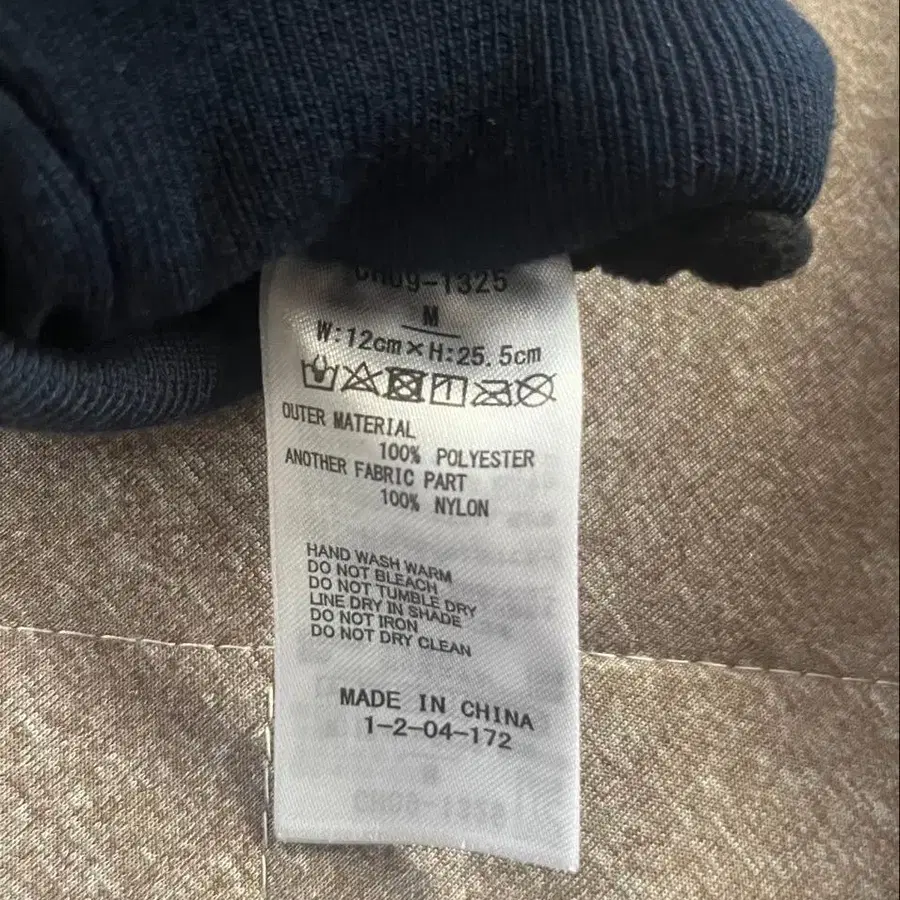 CH09-1325
M
W:12cm×H:25.5cm
OUTER MATERIAL
100% POLYESTER
ANOTHER FABRIC PART
100% NYLON
HAND WASH WARM
DO NOT BLEACH
DO NOT TUMBLE DRY
LINE DRY IN SHADE
DO NOT IRON
DO NOT DRY CLEAN
MADE IN CHINA
1-2-04-172